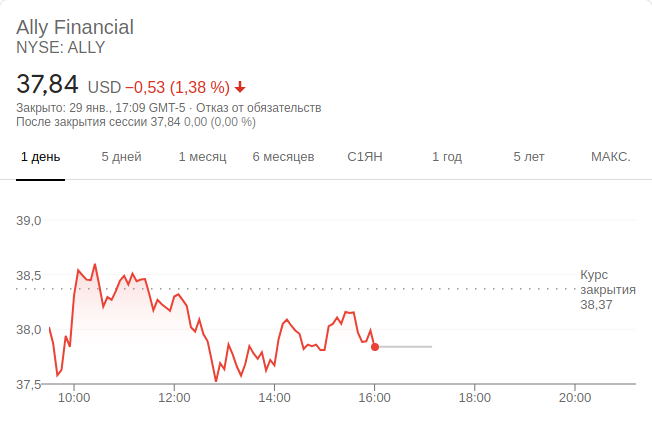 Ally Financial
NYSE: ALLY
37,84 USD −0,53 (1,38 %)
Закрыто: 29 янв., 17:09 GMT-5 · Отказ от обязательств
После закрытия сессии 37,84 0,00 (0,00 %)
1 день 5 дней 1 месяц 6 месяцев С1ЯН 1 год 5 лет МАКС.
39,0
38,5
Курс
закрытия
38,37
38,0
37,5
10:00 12:00 14:00 16:00 18:00 20:00